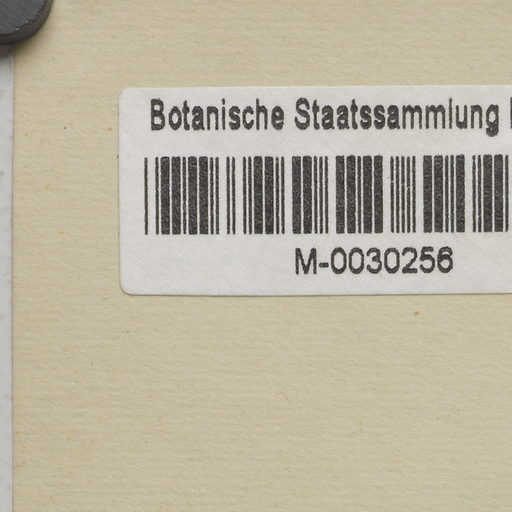 Botanische Staatssammlung
M-0030256